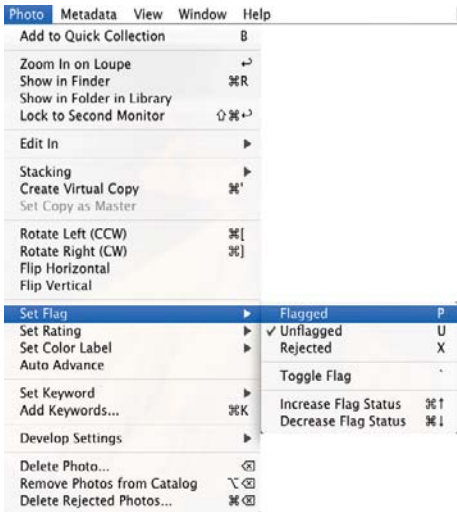 Photo Metadata View Window Help
Add to Quick Collection B
Zoom In on Loupe ↩
Show in Finder ⌘R
Show in Folder in Library
Lock to Second Monitor ⇧⌘↩
Edit In ▶
Stacking ▶
Create Virtual Copy ⌘'
Set Copy as Master
Rotate Left (CCW) ⌘[
Rotate Right (CW) ⌘]
Flip Horizontal
Flip Vertical
Set Flag ▶ Flagged P
Set Rating ▶ ✓ Unflagged U
Set Color Label ▶ Rejected X
Auto Advance
Toggle Flag `
Set Keyword ▶
Add Keywords... ⌘K Increase Flag Status ⌘↑
Decrease Flag Status ⌘↓
Develop Settings ▶
Delete Photo... ⌫
Remove Photos from Catalog ⌥⌫
Delete Rejected Photos... ⌘⌫